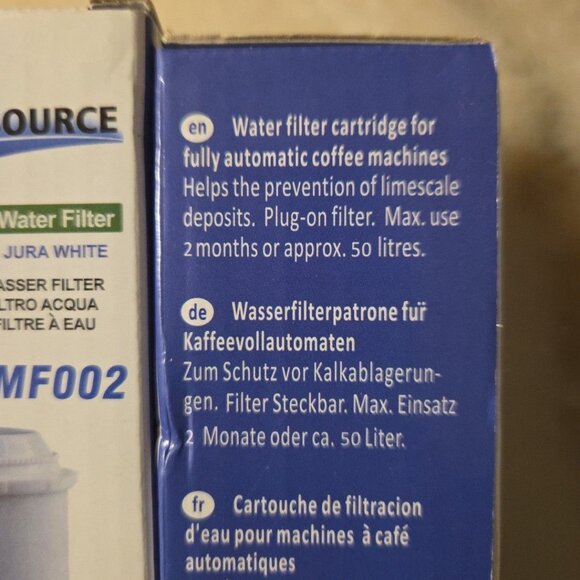 OURCE
Water Filter
JURA WHITE
ASSER FILTER
LTRO ACQUA
FILTRE À EAU
MF002
en Water filter cartridge for
fully automatic coffee machines
Helps the prevention of limescale
deposits. Plug-on filter. Max. use
2 months or approx. 50 litres.
de Wasserfilterpatrone fuïr
Kaffeevollautomaten
Zum Schutz vor Kalkablagerun-
gen. Filter Steckbar. Max. Einsatz
2 Monate oder ca. 50 Liter.
fr Cartouche de filtracion
d'eau pour machines à café
automatiques